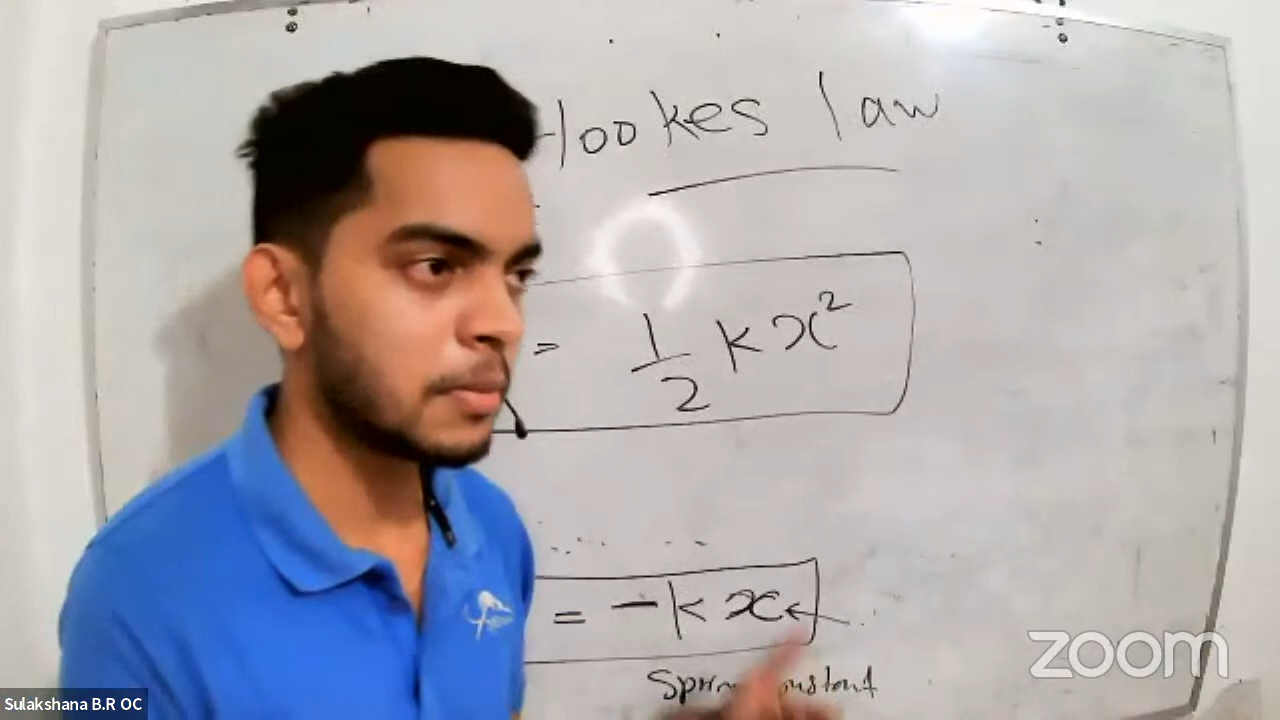 Hookes law
= 1/2 kx²
= -kx
zoom
Sulakshana B.R OC